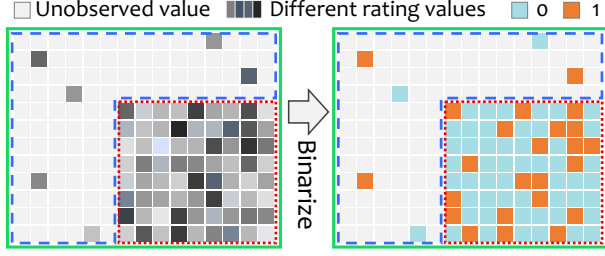 Unobserved value Different rating values 0 1
Binarize